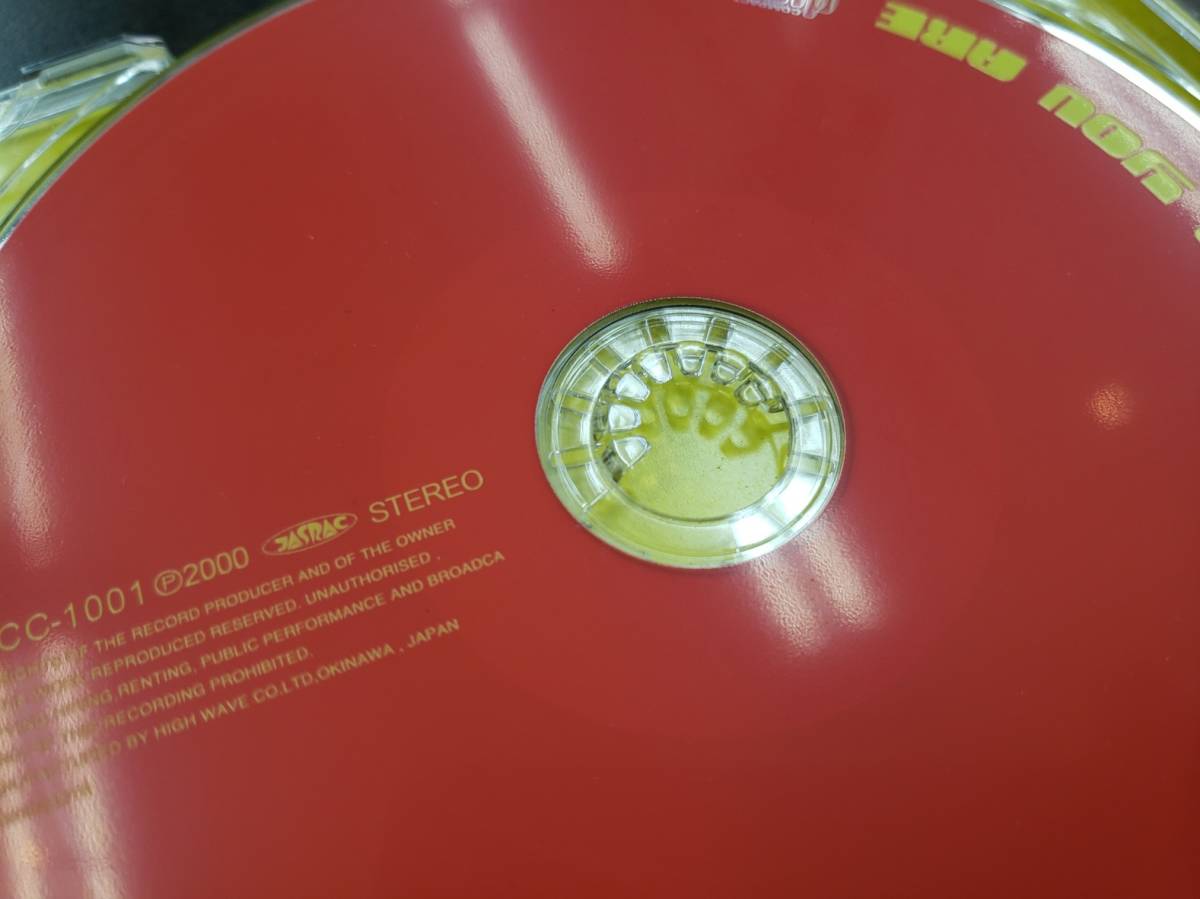 YOU ARE
CC-1001 ℗2000 JASRAC STEREO
OF THE RECORD PRODUCER AND OF THE OWNER
REPRODUCED RESERVED. UNAUTHORISED .
RENTING, PUBLIC PERFORMANCE AND BROADCA
RECORDING PROHIBITED.
BY HIGH WAVE CO.LTD,OKINAWA , JAPAN